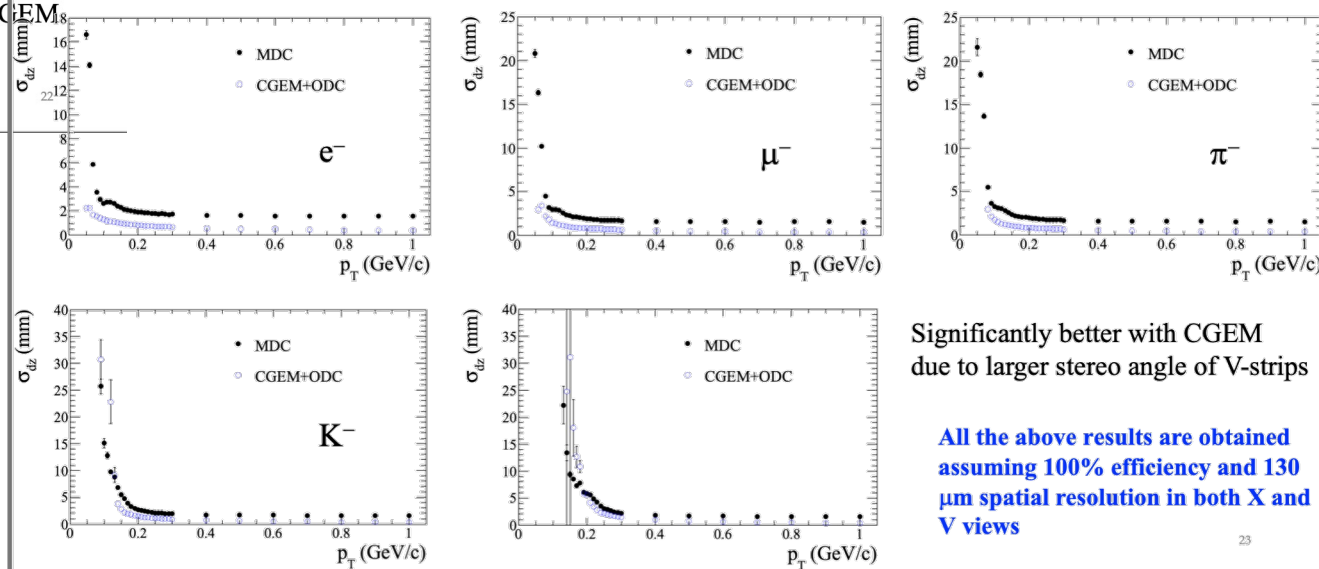 CGEM
σdz (mm)
18
16
14
12
10
8
6
4
2
0
22
MDC
CGEM+ODC
e−
0 0.2 0.4 0.6 0.8 1
pT (GeV/c)
σdz (mm)
25
20
15
10
5
0
MDC
CGEM+ODC
μ−
0 0.2 0.4 0.6 0.8 1
pT (GeV/c)
σdz (mm)
25
20
15
10
5
0
MDC
CGEM+ODC
π−
0 0.2 0.4 0.6 0.8 1
pT (GeV/c)
σdz (mm)
40
35
30
25
20
15
10
5
0
MDC
CGEM+ODC
K−
0 0.2 0.4 0.6 0.8 1
pT (GeV/c)
σdz (mm)
40
35
30
25
20
15
10
5
0
MDC
CGEM+ODC
0.2 0.4 0.6 0.8 1
pT (GeV/c)
Significantly better with CGEM
due to larger stereo angle of V-strips
All the above results are obtained
assuming 100% efficiency and 130
μm spatial resolution in both X and
V views
23